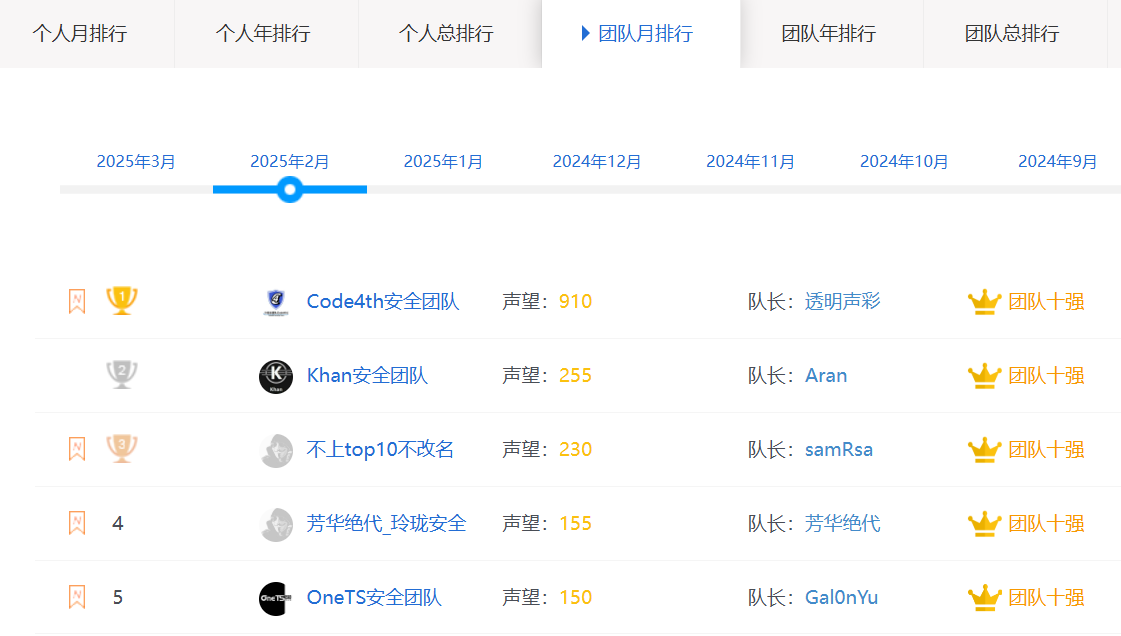 个人月排行 个人年排行 个人总排行 团队月排行 团队年排行 团队总排行
2025年3月 2025年2月 2025年1月 2024年12月 2024年11月 2024年10月 2024年9月
N 1 Code4th安全团队 声望：910 队长：透明声彩 团队十强
2 K Khan Khan安全团队 声望：255 队长：Aran 团队十强
N 3 不上top10不改名 声望：230 队长：samRsa 团队十强
N 4 芳华绝代_玲珑安全 声望：155 队长：芳华绝代 团队十强
N 5 OneTS OneTS安全团队 声望：150 队长：Gal0nYu 团队十强